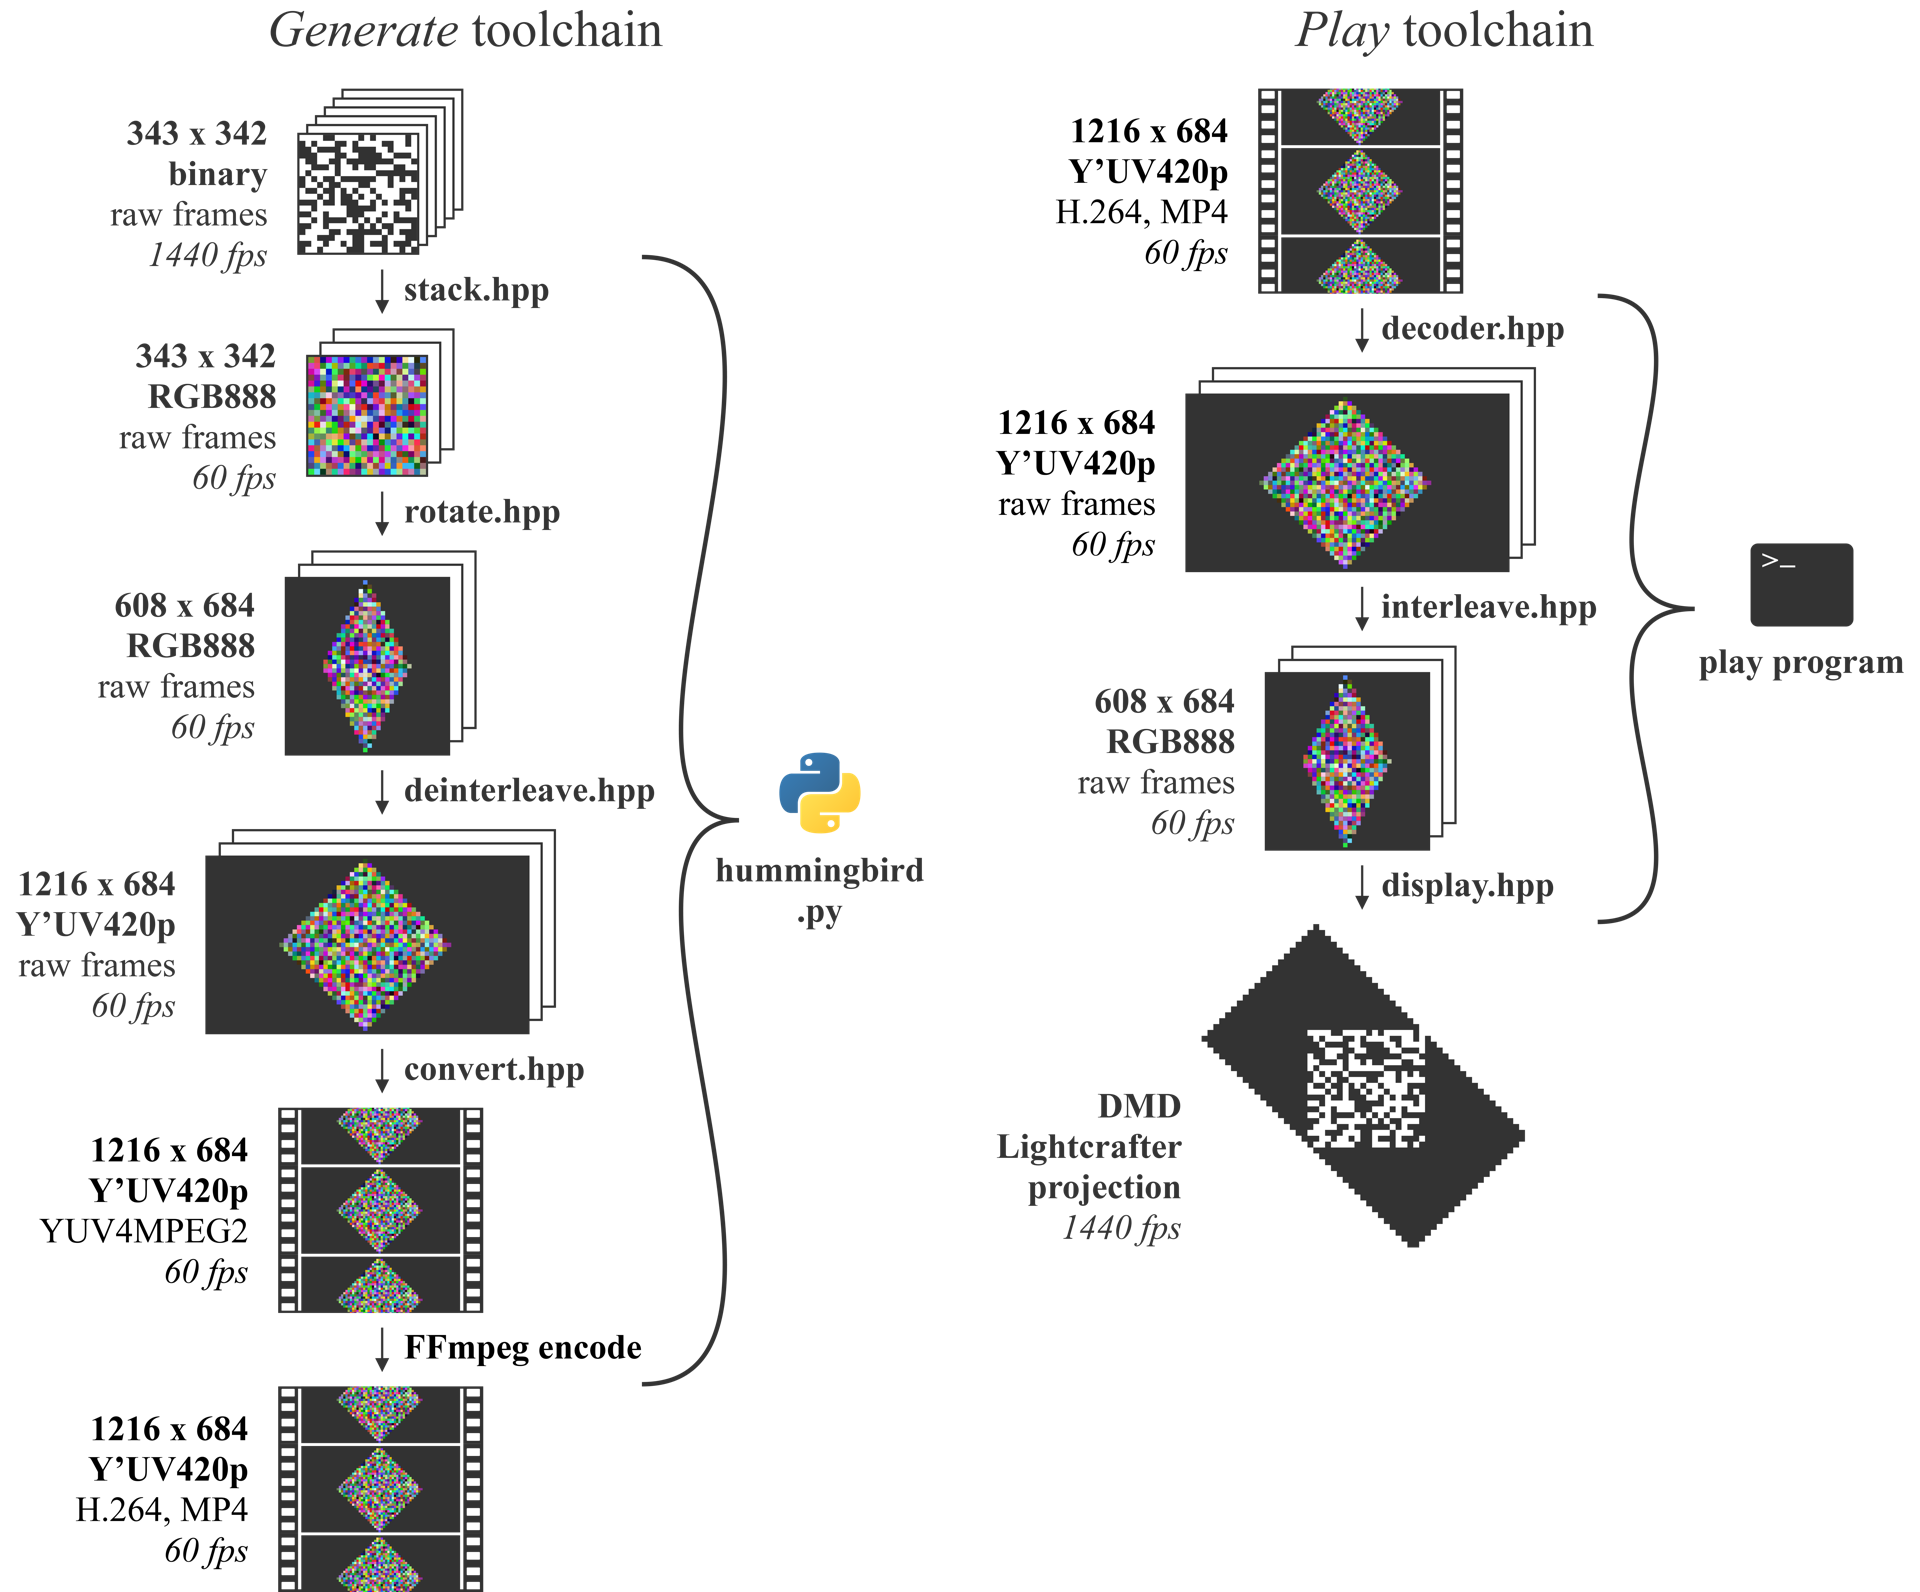 Generate toolchain
343 x 342
binary
raw frames
1440 fps
stack.hpp
343 x 342
RGB888
raw frames
60 fps
rotate.hpp
608 x 684
RGB888
raw frames
60 fps
deinterleave.hpp
1216 x 684
Y’UV420p
raw frames
60 fps
convert.hpp
1216 x 684
Y’UV420p
YUV4MPEG2
60 fps
FFmpeg encode
1216 x 684
Y’UV420p
H.264, MP4
60 fps
hummingbird
.py
Play toolchain
1216 x 684
Y’UV420p
H.264, MP4
60 fps
decoder.hpp
1216 x 684
Y’UV420p
raw frames
60 fps
interleave.hpp
608 x 684
RGB888
raw frames
60 fps
display.hpp
DMD
Lightcrafter
projection
1440 fps
>_
play program